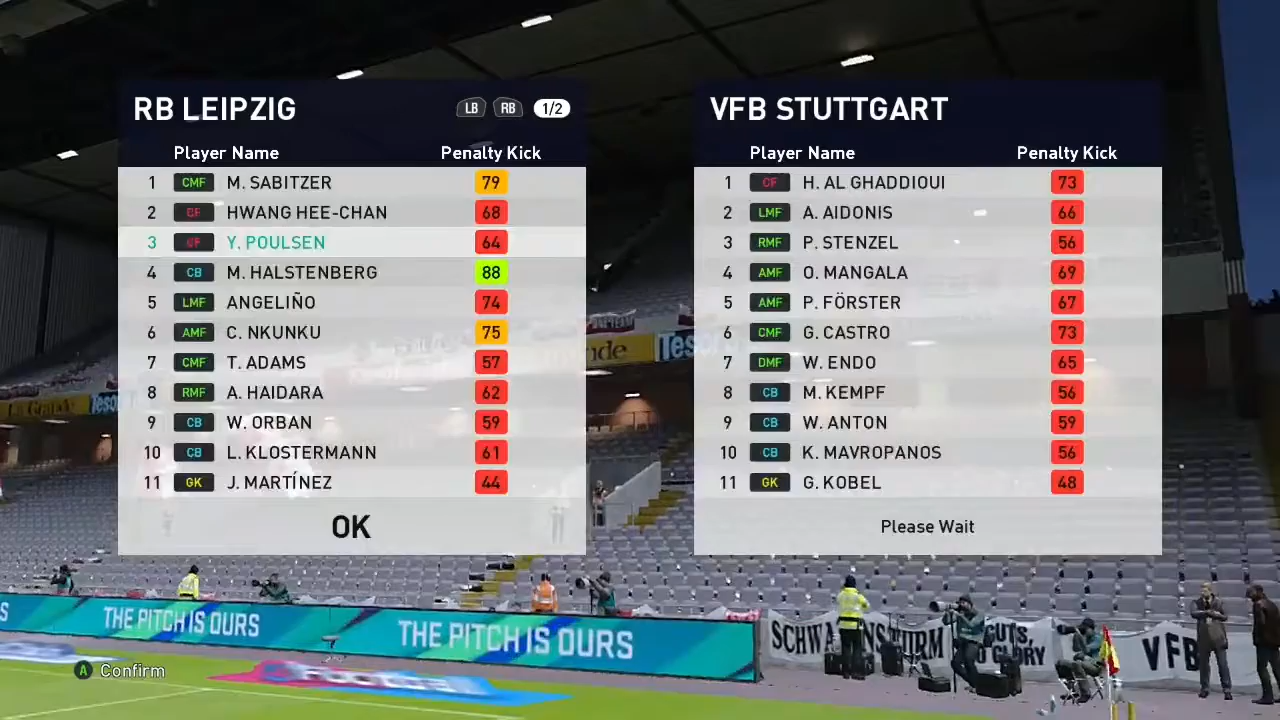 RB LEIPZIG
LB RB 1/2
Player Name Penalty Kick
1 CMF M. SABITZER 79
2 CF HWANG HEE-CHAN 68
3 CF Y. POULSEN 64
4 CB M. HALSTENBERG 88
5 LMF ANGELIÑO 74
6 AMF C. NKUNKU 75
7 CMF T. ADAMS 57
8 RMF A. HAIDARA 62
9 CB W. ORBAN 59
10 CB L. KLOSTERMANN 61
11 GK J. MARTÍNEZ 44
OK
VFB STUTTGART
Player Name Penalty Kick
1 CF H. AL GHADDIOUI 73
2 LMF A. AIDONIS 66
3 RMF P. STENZEL 56
4 AMF O. MANGALA 69
5 AMF P. FÖRSTER 67
6 CMF G. CASTRO 73
7 DMF W. ENDO 65
8 CB M. KEMPF 56
9 CB W. ANTON 59
10 CB K. MAVROPANOS 56
11 GK G. KOBEL 48
Please Wait
THE PITCH IS OURS
THE PITCH IS OURS
VFB
A Confirm